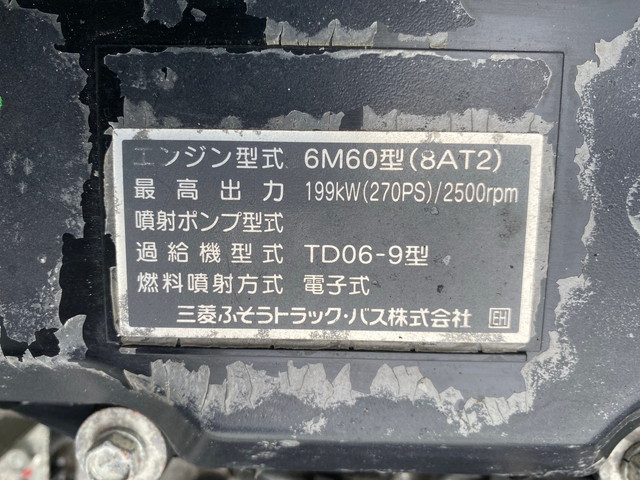 エンジン型式 6M60型(8AT2)
最高出力 199kW(270PS)/2500rpm
噴射ポンプ型式
過給機型式 TD06-9型
燃料噴射方式 電子式
三菱ふそうトラック・バス株式会社 EH